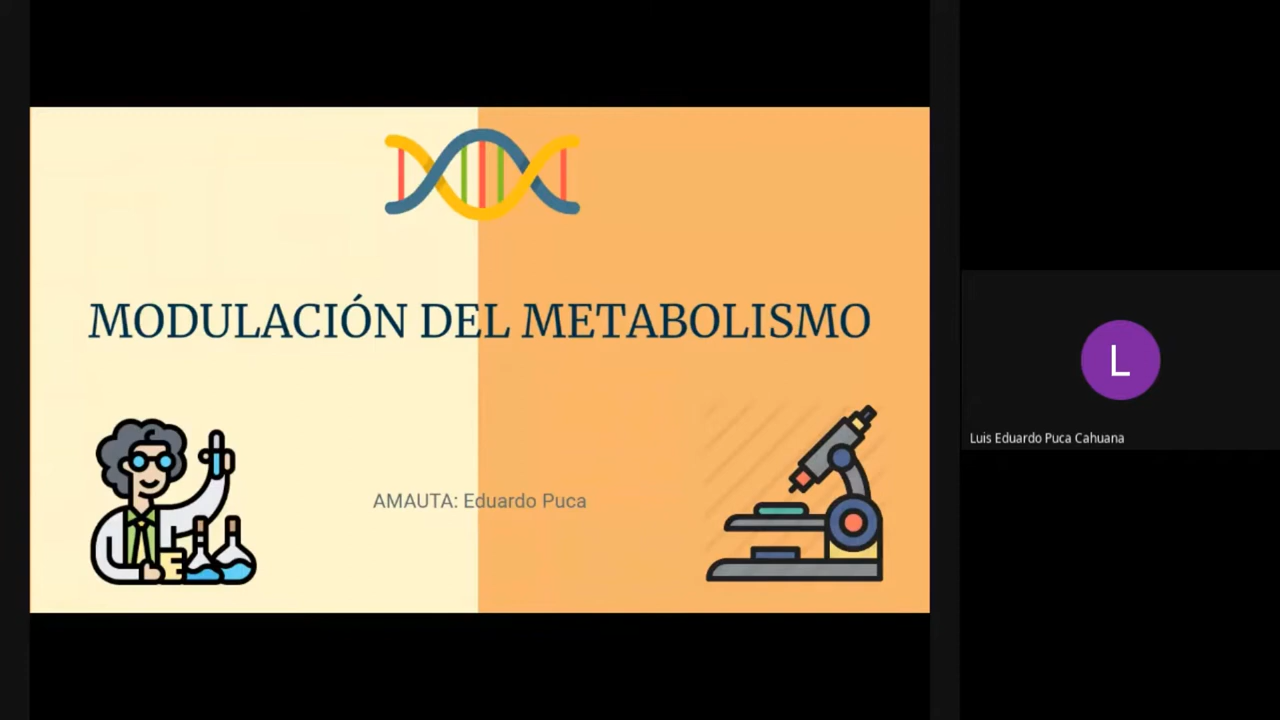 MODULACIÓN DEL METABOLISMO
AMAUTA: Eduardo Puca
L
Luis Eduardo Puca Cahuana